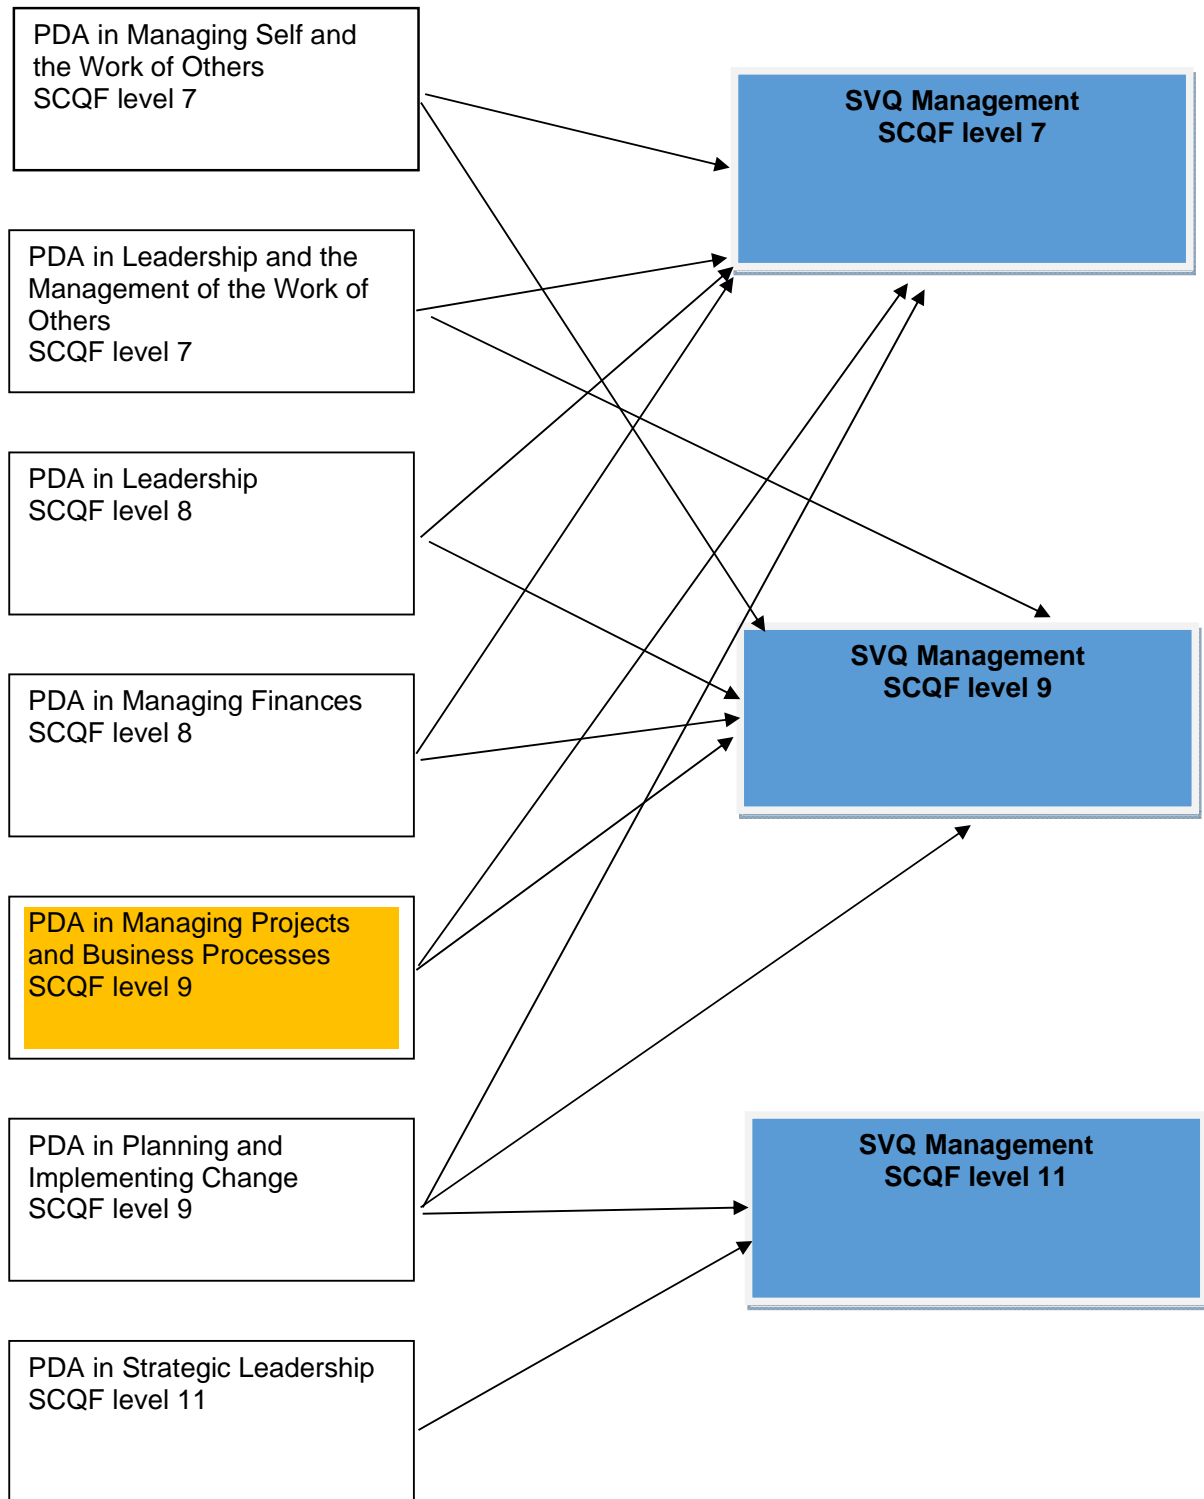 PDA in Managing Self and
the Work of Others
SCQF level 7
SVQ Management
SCQF level 7
PDA in Leadership and the
Management of the Work of
Others
SCQF level 7
PDA in Leadership
SCQF level 8
SVQ Management
SCQF level 9
PDA in Managing Finances
SCQF level 8
PDA in Managing Projects
and Business Processes
SCQF level 9
PDA in Planning and
Implementing Change
SCQF level 9
SVQ Management
SCQF level 11
PDA in Strategic Leadership
SCQF level 11